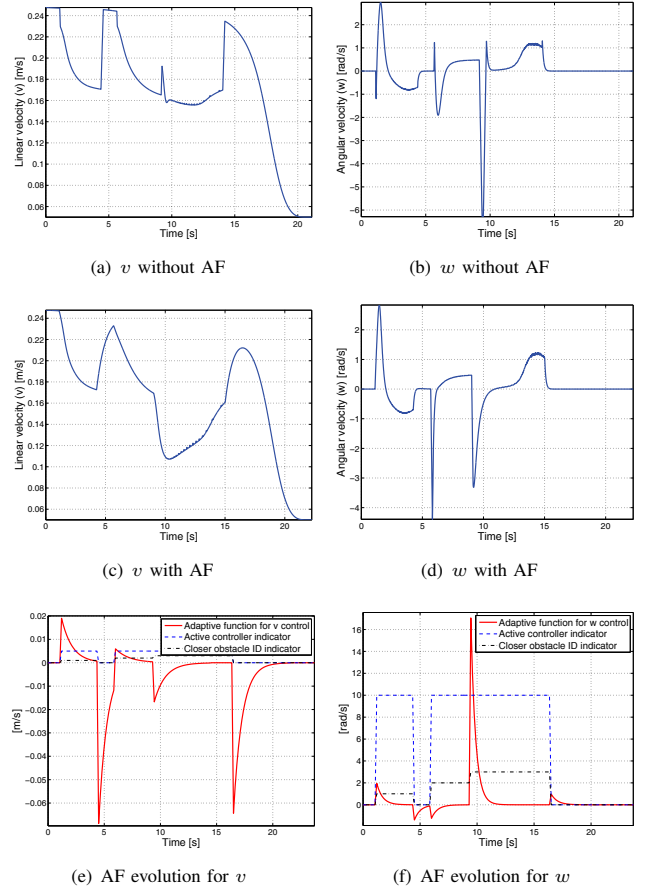 0.24
0.22
0.2
0.18
0.16
0.14
0.12
0.1
0.08
0.06
Linear velocity (v) [m/s]
0 5 10 15 20
Time [s]
(a) v without AF
2
1
0
-1
-2
-3
-4
-5
-6
Angular velocity (w) [rad/s]
0 5 10 15 20
Time [s]
(b) w without AF
0.24
0.22
0.2
0.18
0.16
0.14
0.12
0.1
0.08
0.06
Linear velocity (v) [m/s]
0 5 10 15 20
Time [s]
(c) v with AF
2
1
0
-1
-2
-3
-4
Angular velocity (w) [rad/s]
0 5 10 15 20
Time [s]
(d) w with AF
0.02
0.01
0
-0.01
-0.02
-0.03
-0.04
-0.05
-0.06
[m/s]
Adaptive function for v control
Active controller indicator
Closer obstacle ID indicator
0 5 10 15 20
Time [s]
(e) AF evolution for v
16
14
12
10
8
6
4
2
0
[rad/s]
Adaptive function for w control
Active controller indicator
Closer obstacle ID indicator
0 5 10 15 20
Time [s]
(f) AF evolution for w